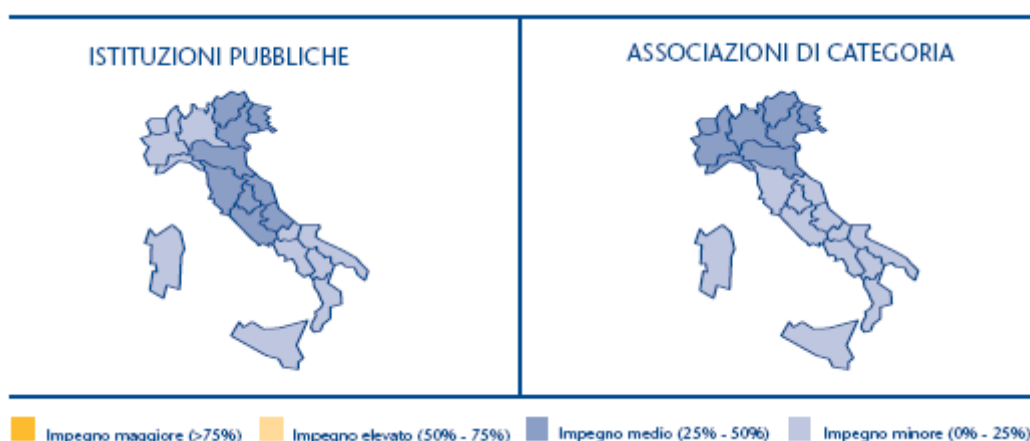 ISTITUZIONI PUBBLICHE
ASSOCIAZIONI DI CATEGORIA
Impegno maggiore (>75%)
Impegno elevato (50% - 75%)
Impegno medio (25% - 50%)
Impegno minore (0% - 25%)